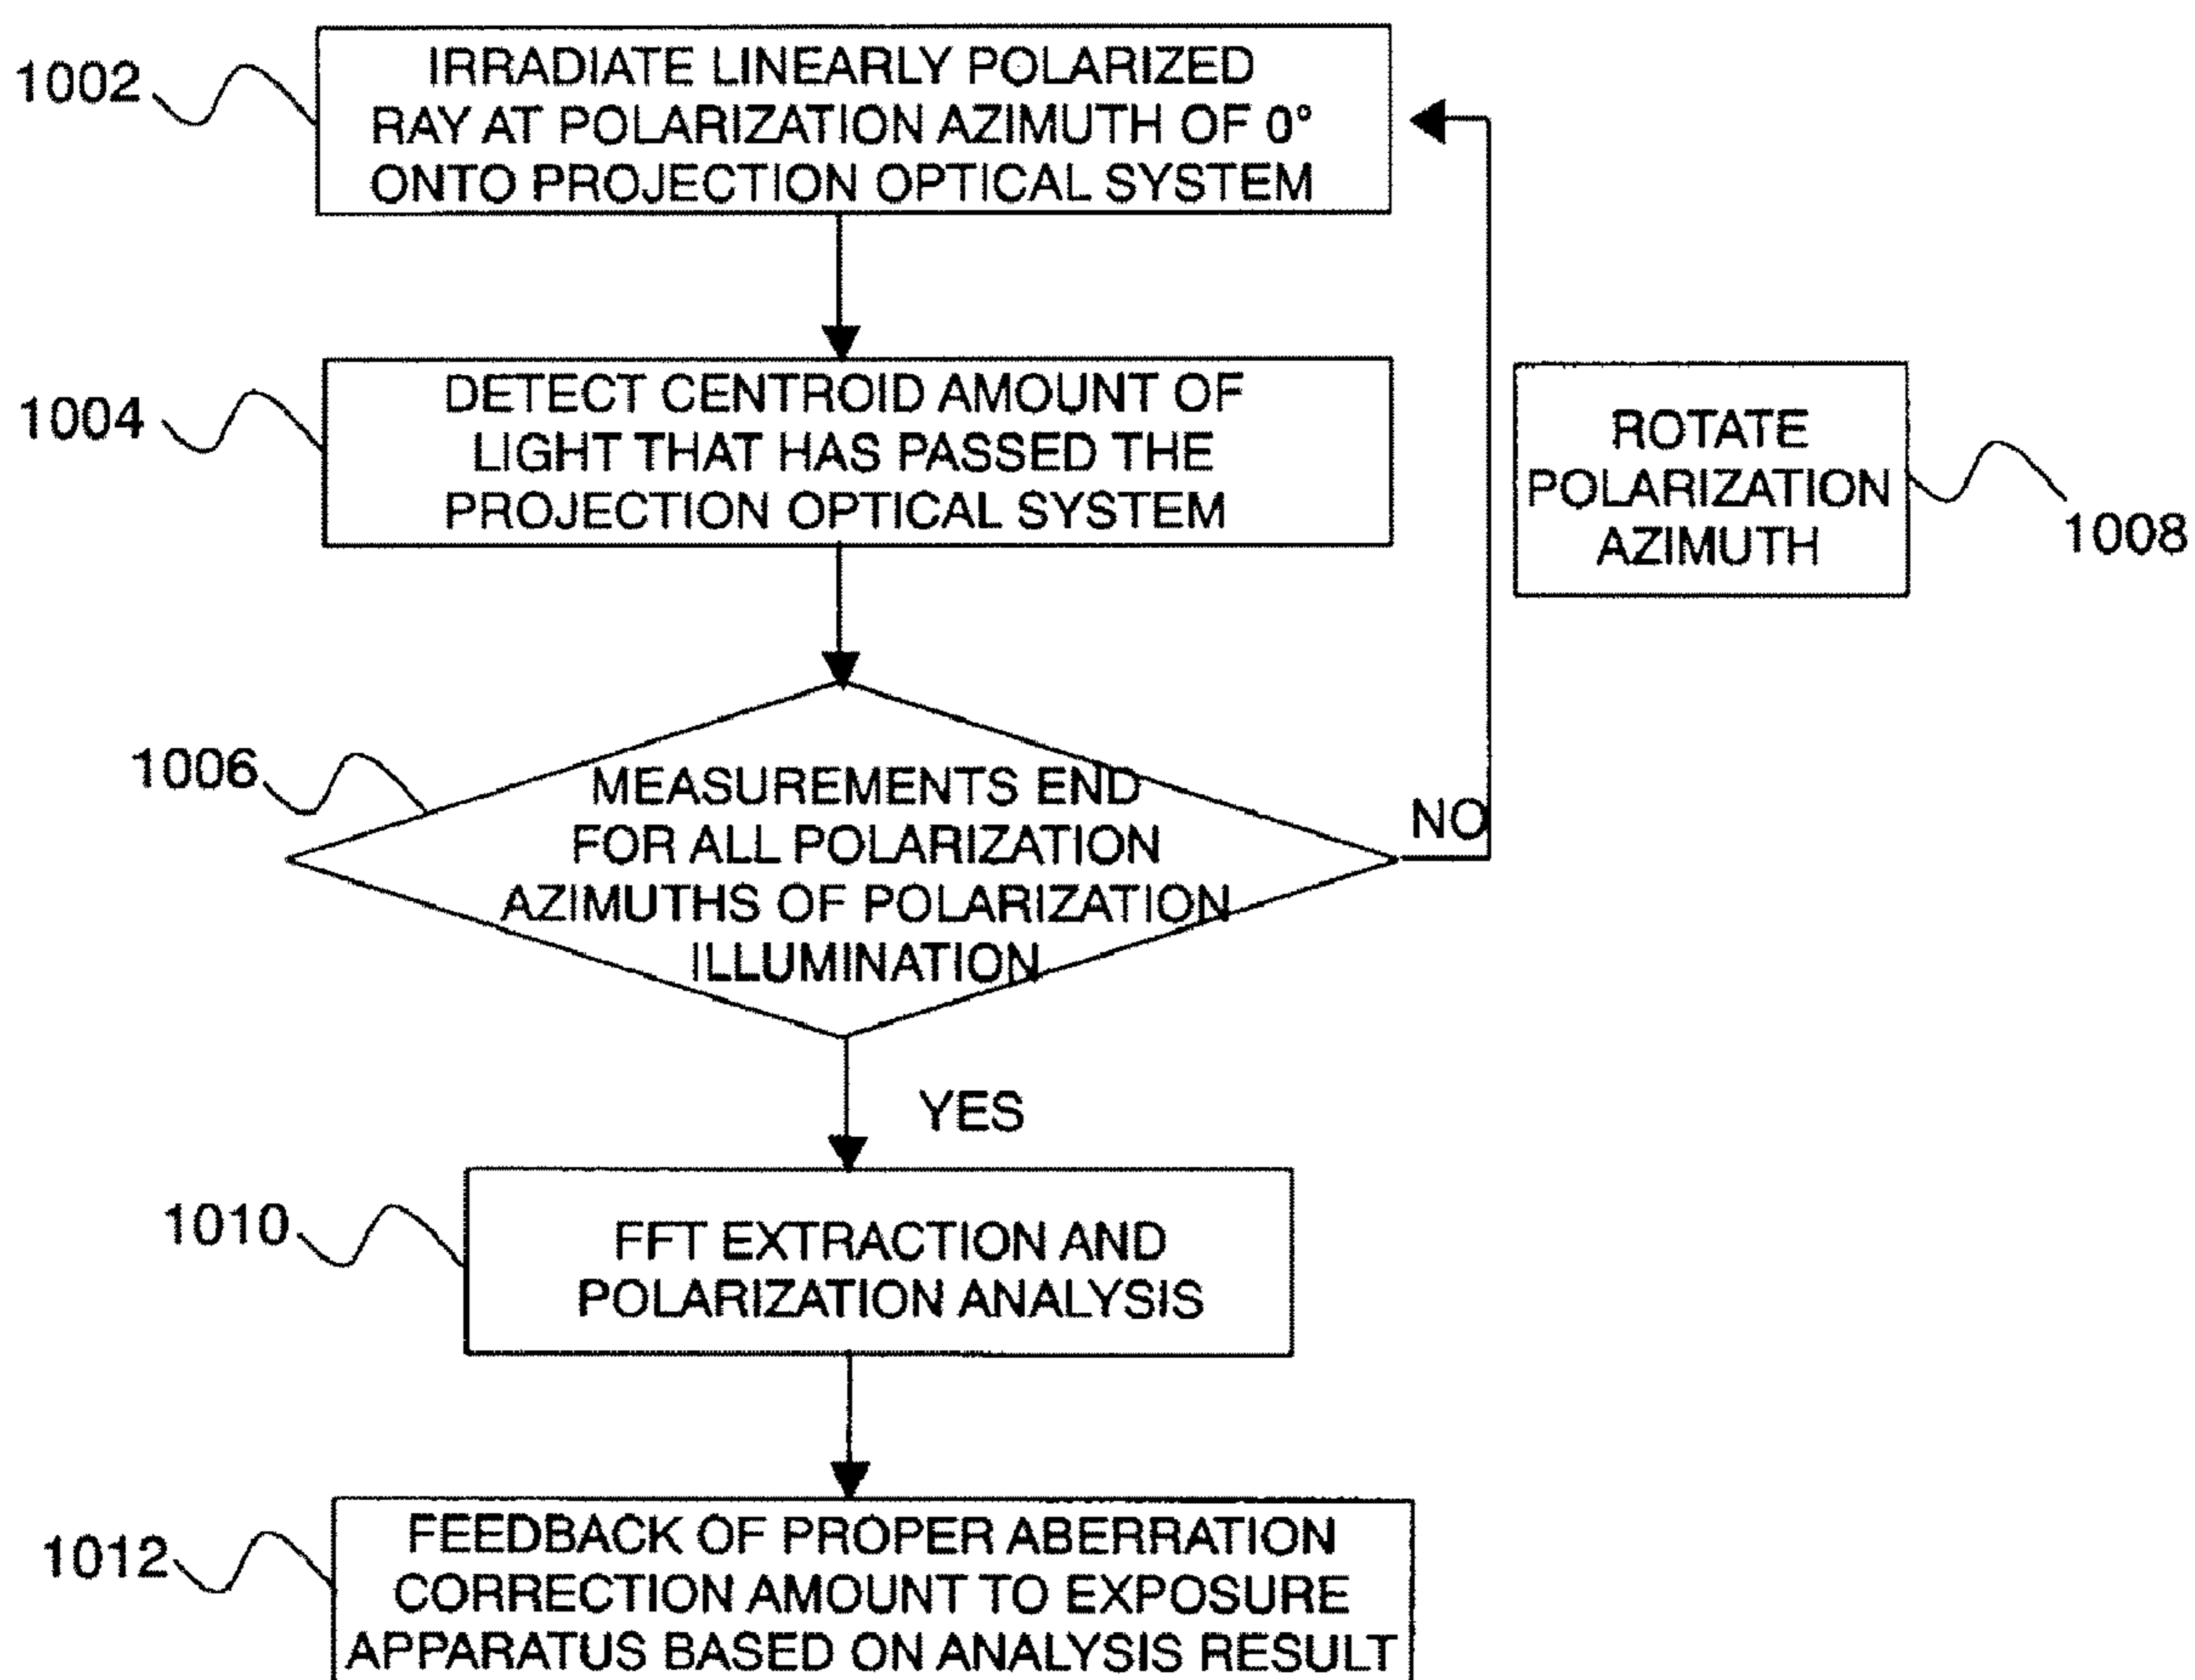 1002
IRRADIATE LINEARLY POLARIZED
RAY AT POLARIZATION AZIMUTH OF 0°
ONTO PROJECTION OPTICAL SYSTEM
1004
DETECT CENTROID AMOUNT OF
LIGHT THAT HAS PASSED THE
PROJECTION OPTICAL SYSTEM
ROTATE
POLARIZATION
AZIMUTH
1008
1006
MEASUREMENTS END
FOR ALL POLARIZATION
AZIMUTHS OF POLARIZATION
ILLUMINATION
NO
YES
1010
FFT EXTRACTION AND
POLARIZATION ANALYSIS
1012
FEEDBACK OF PROPER ABERRATION
CORRECTION AMOUNT TO EXPOSURE
APPARATUS BASED ON ANALYSIS RESULT